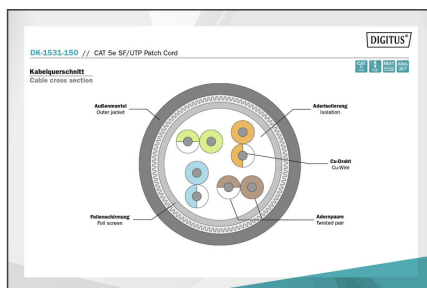 DIGITUS®
DK-1531-150 // CAT 5e SF/UTP Patch Cord
Kabelquerschnitt
Cable cross section
Außenmantel
Outer jacket
Aderisolierung
Isolation
Cu-Draht
Cu-Wire
Folienschirmung
Foil screen
Adernpaare
Twisted pair